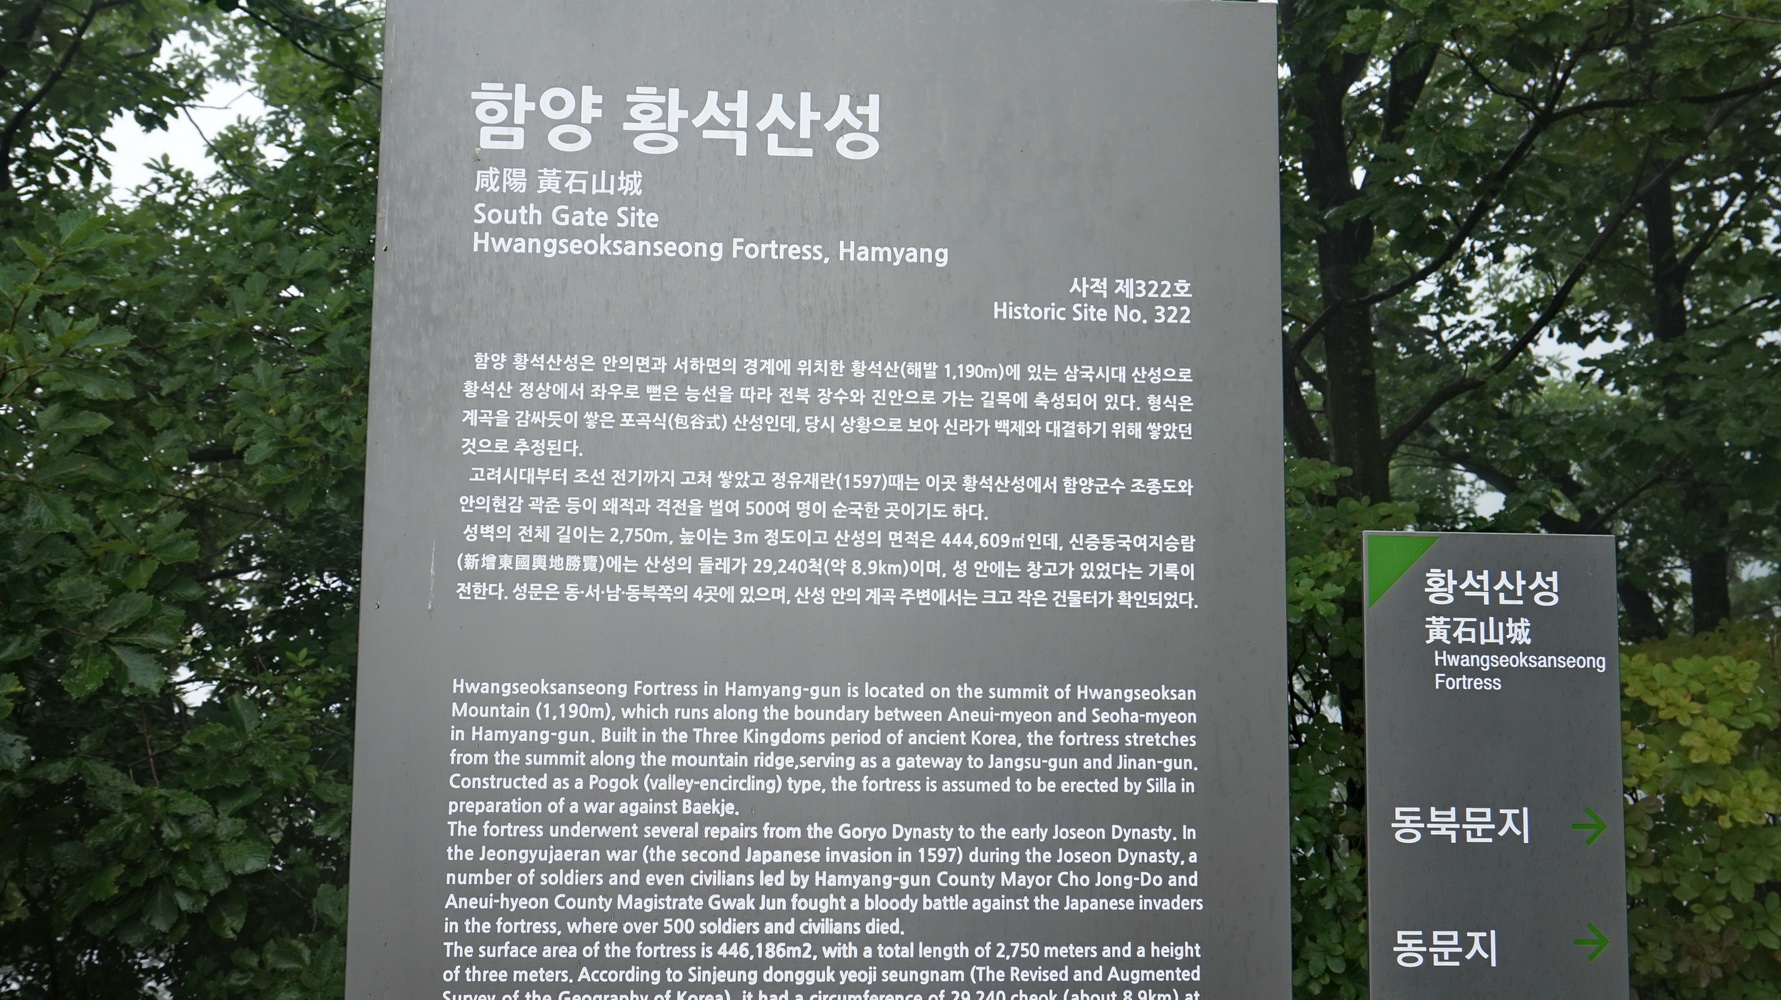 함양 황석산성
咸陽 黃石山城
South Gate Site
Hwangseoksanseong Fortress, Hamyang
사적 제322호
Historic Site No. 322
함양 황석산성은 안의면과 서하면의 경계에 위치한 황석산(해발 1,190m)에 있는 삼국시대 산성으로
황석산 정상에서 좌우로 뻗은 능선을 따라 전북 장수와 진안으로 가는 길목에 축성되어 있다. 형식은
계곡을 감싸듯이 쌓은 포곡식(包谷式) 산성인데, 당시 상황으로 보아 신라가 백제와 대결하기 위해 쌓았던
것으로 추정된다.
고려시대부터 조선 전기까지 고쳐 쌓았고 정유재란(1597)때는 이곳 황석산성에서 함양군수 조종도와
안의현감 곽준 등이 왜적과 격전을 벌여 500여 명이 순국한 곳이기도 하다.
성벽의 전체 길이는 2,750m, 높이는 3m 정도이고 산성의 면적은 444,609㎡인데, 신증동국여지승람
(新增東國輿地勝覽)에는 산성의 둘레가 29,240척(약 8.9km)이며, 성 안에는 창고가 있었다는 기록이
전한다. 성문은 동·서·남·동북쪽의 4곳에 있으며, 산성 안의 계곡 주변에서는 크고 작은 건물터가 확인되었다.
Hwangseoksanseong Fortress in Hamyang-gun is located on the summit of Hwangseoksan
Mountain (1,190m), which runs along the boundary between Aneui-myeon and Seoha-myeon
in Hamyang-gun. Built in the Three Kingdoms period of ancient Korea, the fortress stretches
from the summit along the mountain ridge,serving as a gateway to Jangsu-gun and Jinan-gun.
Constructed as a Pogok (valley-encircling) type, the fortress is assumed to be erected by Silla in
preparation of a war against Baekje.
The fortress underwent several repairs from the Goryo Dynasty to the early Joseon Dynasty. In
the Jeongyujaeran war (the second Japanese invasion in 1597) during the Joseon Dynasty, a
number of soldiers and even civilians led by Hamyang-gun County Mayor Cho Jong-Do and
Aneui-hyeon County Magistrate Gwak Jun fought a bloody battle against the Japanese invaders
in the fortress, where over 500 soldiers and civilians died.
The surface area of the fortress is 446,186m2, with a total length of 2,750 meters and a height
of three meters. According to Sinjeung dongguk yeoji seungnam (The Revised and Augmented
Survey of the Geography of Korea), it had a circumference of 29,240 cheok (about 8.9km) at
황석산성
黃石山城
Hwangseoksanseong
Fortress
동북문지 →
동문지 →